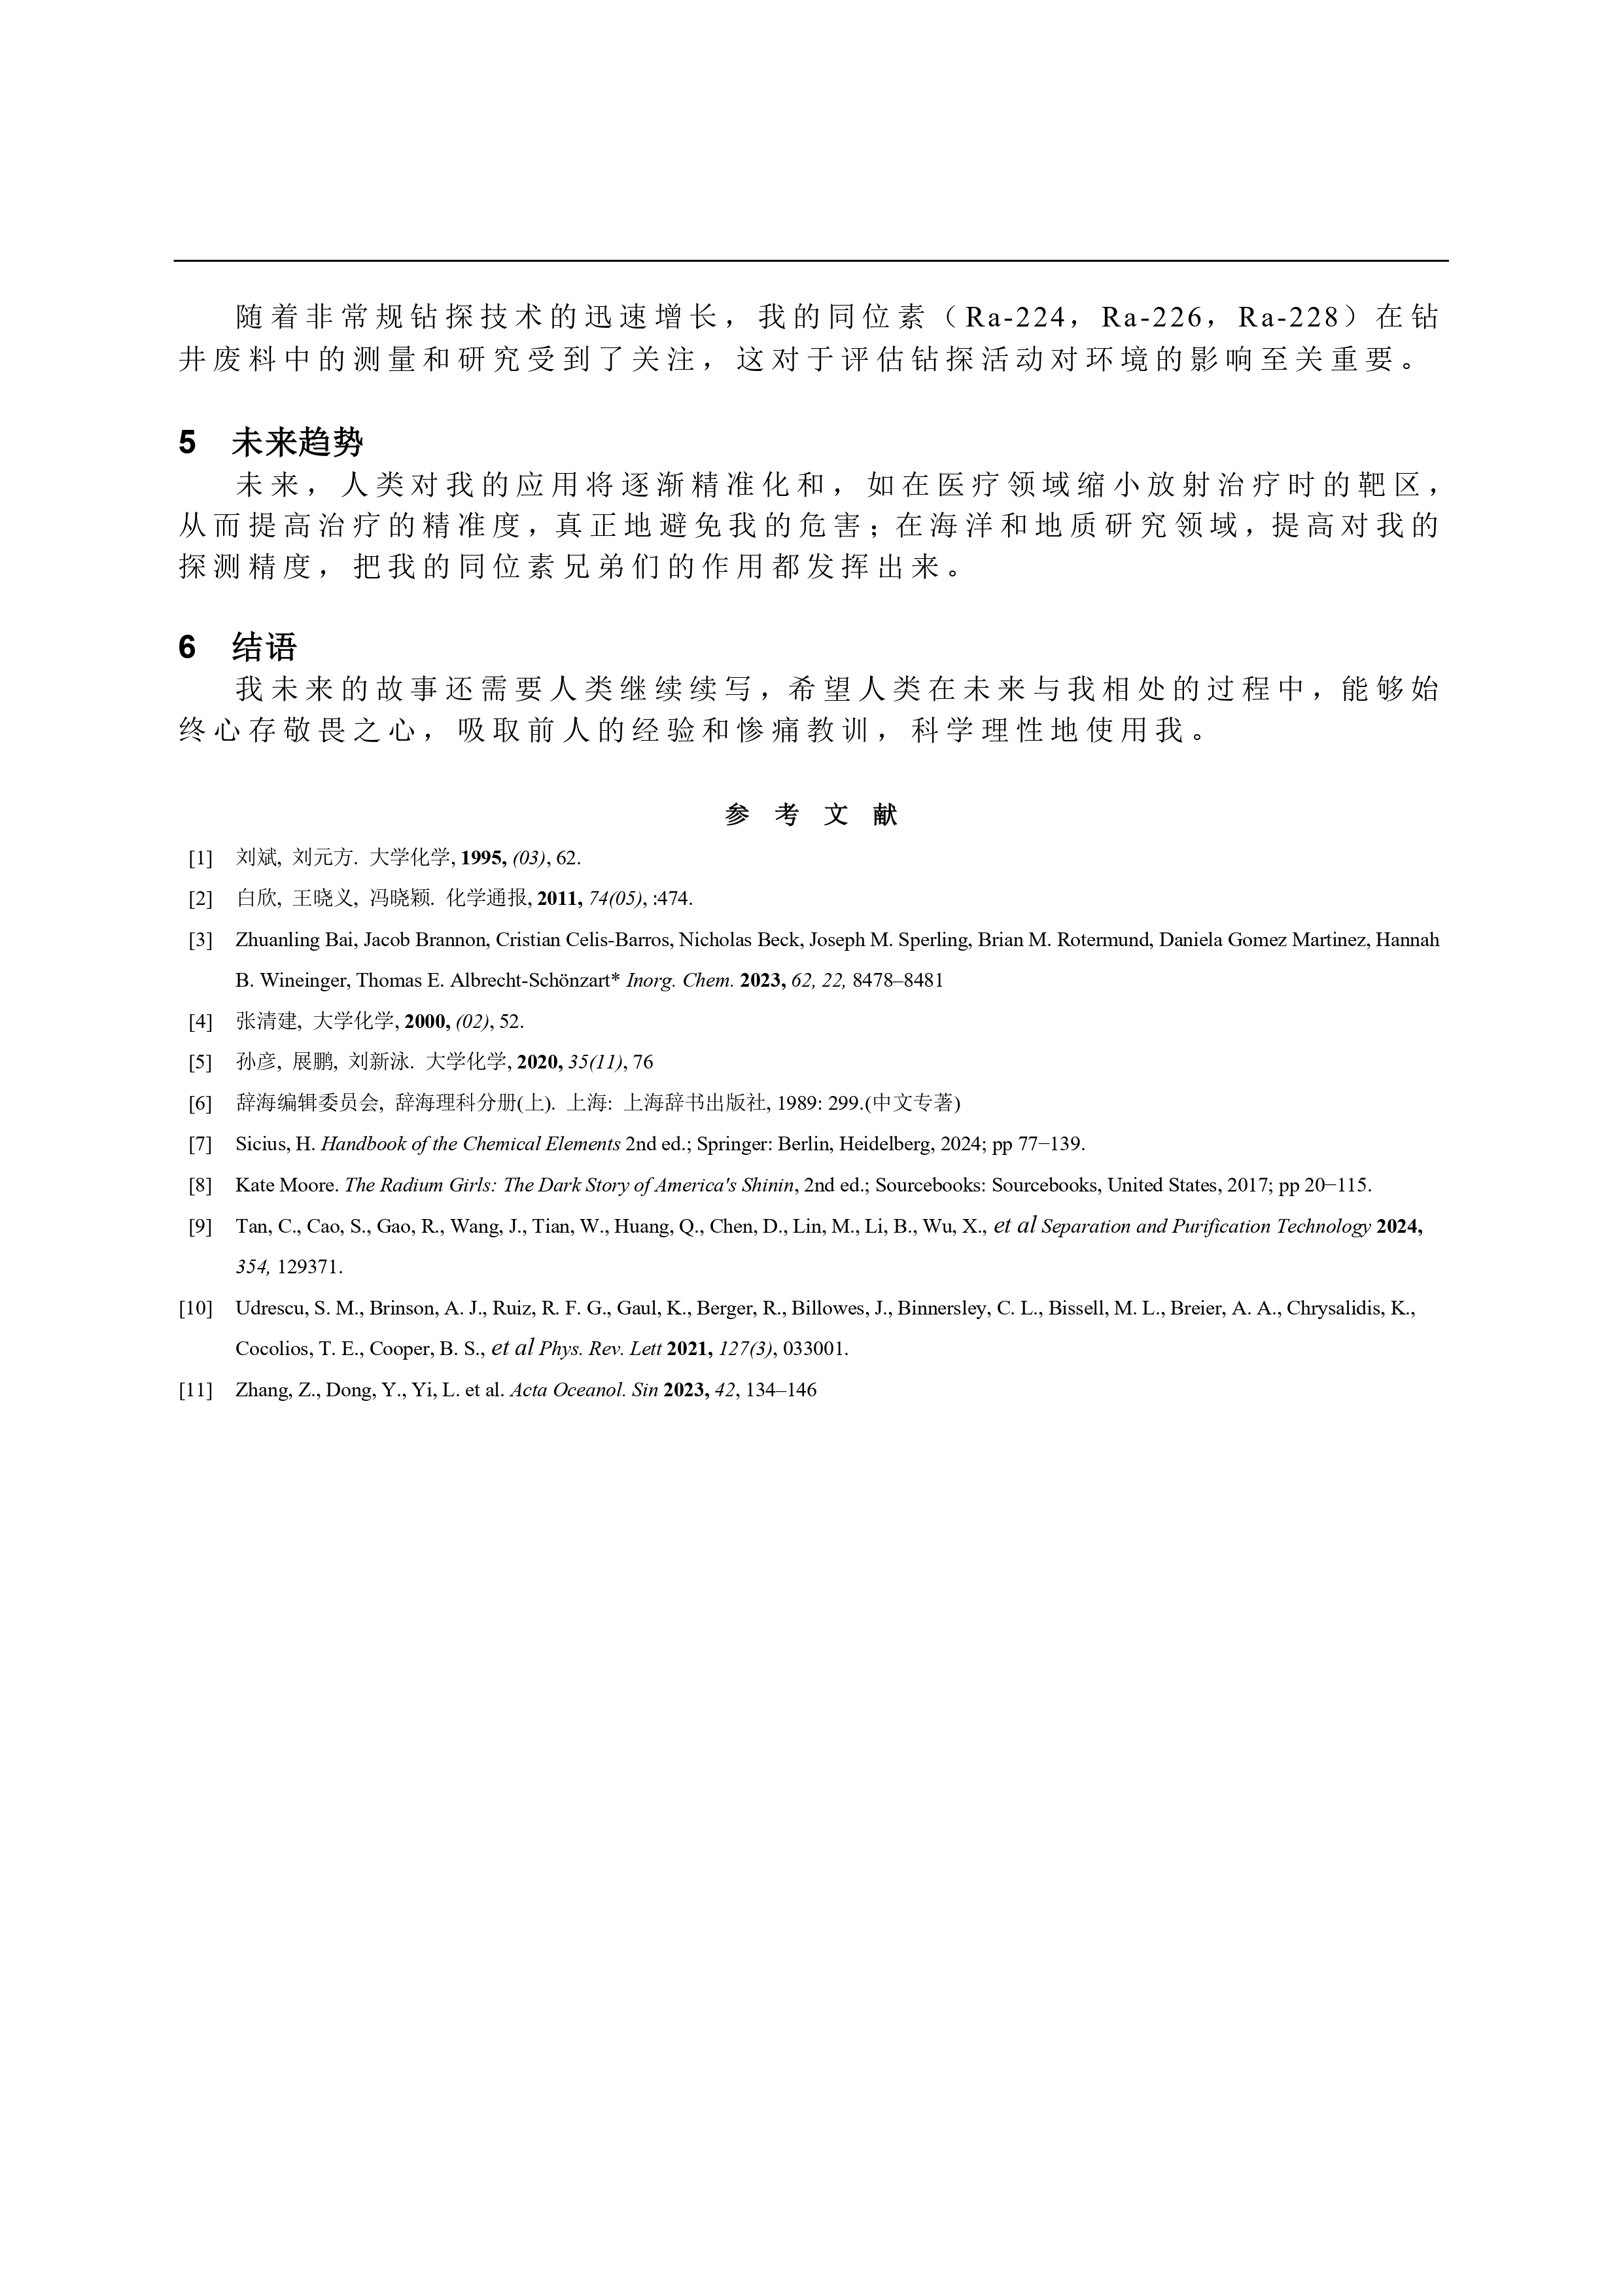 随着非常规钻探技术的迅速增长，我的同位素（Ra-224，Ra-226，Ra-228）在钻
井废料中的测量和研究受到了关注，这对于评估钻探活动对环境的影响至关重要。
5 未来趋势
未来，人类对我的应用将逐渐精准化和，如在医疗领域缩小放射治疗时的靶区，
从而提高治疗的精准度，真正地避免我的危害；在海洋和地质研究领域，提高对我的
探测精度，把我的同位素兄弟们的作用都发挥出来。
6 结语
我未来的故事还需要人类继续续写，希望人类在未来与我相处的过程中，能够始
终心存敬畏之心，吸取前人的经验和惨痛教训，科学理性地使用我。
参 考 文 献
[1] 刘斌, 刘元方. 大学化学, 1995, (03), 62.
[2] 白欣, 王晓义, 冯晓颖. 化学通报, 2011, 74(05), :474.
[3] Zhuanling Bai, Jacob Brannon, Cristian Celis-Barros, Nicholas Beck, Joseph M. Sperling, Brian M. Rotermund, Daniela Gomez Martinez, Hannah
B. Wineinger, Thomas E. Albrecht-Schönzart* Inorg. Chem. 2023, 62, 22, 8478–8481
[4] 张清建, 大学化学, 2000, (02), 52.
[5] 孙彦, 展鹏, 刘新泳. 大学化学, 2020, 35(11), 76
[6] 辞海编辑委员会, 辞海理科分册(上). 上海: 上海辞书出版社, 1989: 299.(中文专著)
[7] Sicius, H. Handbook of the Chemical Elements 2nd ed.; Springer: Berlin, Heidelberg, 2024; pp 77−139.
[8] Kate Moore. The Radium Girls: The Dark Story of America's Shinin, 2nd ed.; Sourcebooks: Sourcebooks, United States, 2017; pp 20−115.
[9] Tan, C., Cao, S., Gao, R., Wang, J., Tian, W., Huang, Q., Chen, D., Lin, M., Li, B., Wu, X., et al Separation and Purification Technology 2024,
354, 129371.
[10] Udrescu, S. M., Brinson, A. J., Ruiz, R. F. G., Gaul, K., Berger, R., Billowes, J., Binnersley, C. L., Bissell, M. L., Breier, A. A., Chrysalidis, K.,
Cocolios, T. E., Cooper, B. S., et al Phys. Rev. Lett 2021, 127(3), 033001.
[11] Zhang, Z., Dong, Y., Yi, L. et al. Acta Oceanol. Sin 2023, 42, 134–146